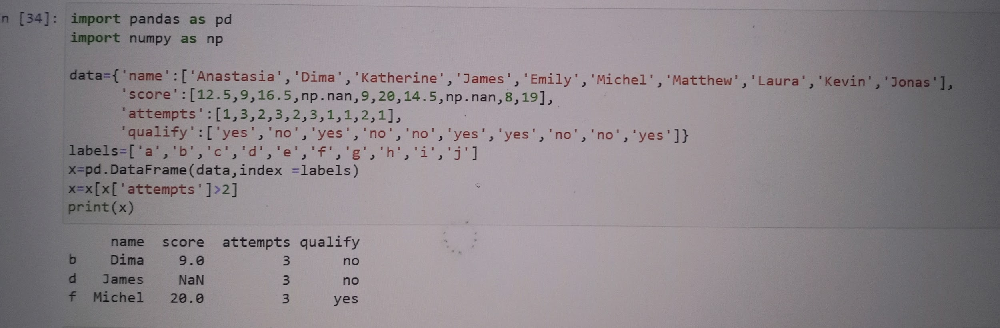 n [34]: import pandas as pd
import numpy as np
data={'name':['Anastasia','Dima','Katherine','James','Emily','Michel','Matthew','Laura','Kevin','Jonas'],
'score':[12.5,9,16.5,np.nan,9,20,14.5,np.nan,8,19],
'attempts':[1,3,2,3,2,3,1,1,2,1],
'qualify':['yes','no','yes','no','no','yes','yes','no','no','yes']}
labels=['a','b','c','d','e','f','g','h','i','j']
x=pd.DataFrame(data,index =labels)
x=x[x['attempts']>2]
print(x)
name score attempts qualify
b Dima 9.0 3 no
d James NaN 3 no
f Michel 20.0 3 yes